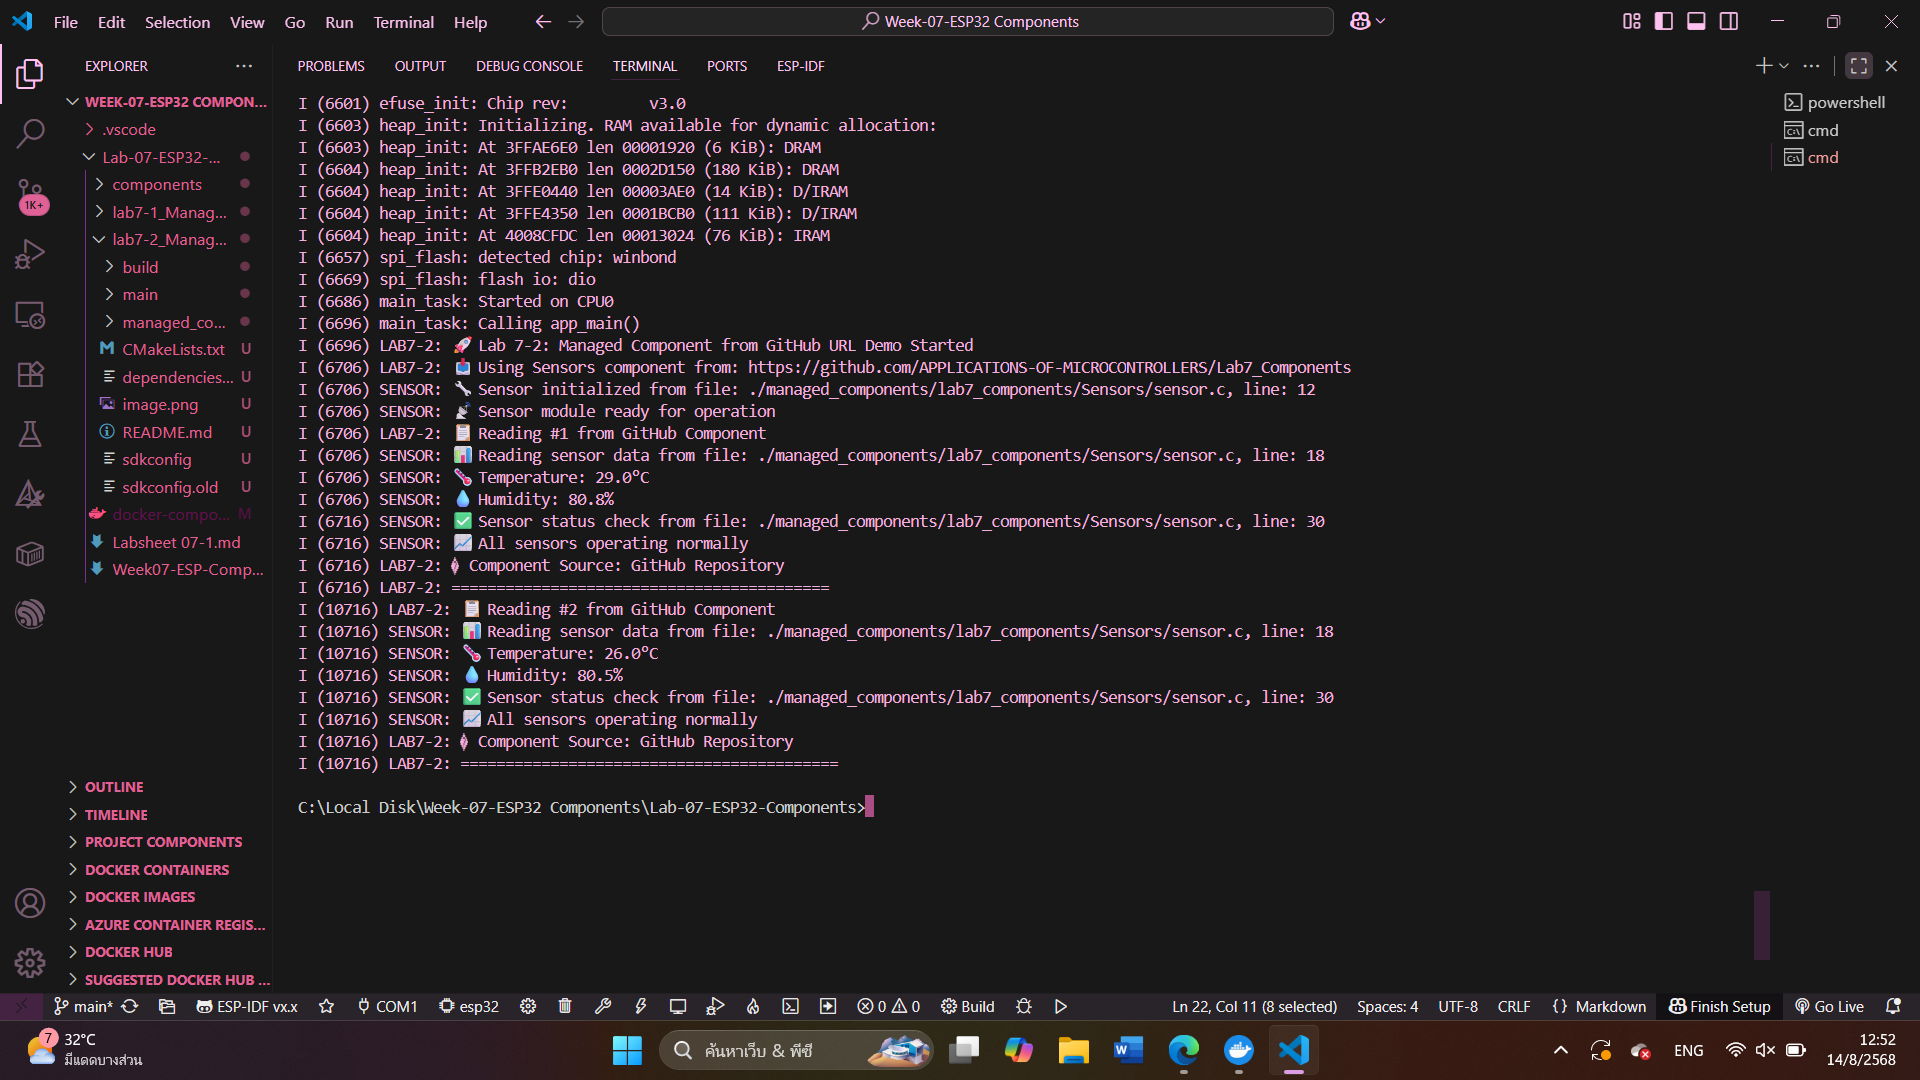 File Edit Selection View Go Run Terminal Help
Week-07-ESP32 Components
EXPLORER
WEEK-07-ESP32 COMPON...
.vscode
Lab-07-ESP32-...
components
lab7-1_Manag...
lab7-2_Manag...
build
main
managed_co...
CMakeLists.txt U
dependencies... U
image.png U
README.md U
sdkconfig U
sdkconfig.old U
docker-compo... M
Labsheet 07-1.md
Week07-ESP-Comp...
1K+
OUTLINE
TIMELINE
PROJECT COMPONENTS
DOCKER CONTAINERS
DOCKER IMAGES
AZURE CONTAINER REGIS...
DOCKER HUB
SUGGESTED DOCKER HUB ...
PROBLEMS OUTPUT DEBUG CONSOLE TERMINAL PORTS ESP-IDF
powershell
cmd
cmd
I (6601) efuse_init: Chip rev:         v3.0
I (6603) heap_init: Initializing. RAM available for dynamic allocation:
I (6603) heap_init: At 3FFAE6E0 len 00001920 (6 KiB): DRAM
I (6604) heap_init: At 3FFB2EB0 len 0002D150 (180 KiB): DRAM
I (6604) heap_init: At 3FFE0440 len 00003AE0 (14 KiB): D/IRAM
I (6604) heap_init: At 3FFE4350 len 0001BCB0 (111 KiB): D/IRAM
I (6604) heap_init: At 4008CFDC len 00013024 (76 KiB): IRAM
I (6657) spi_flash: detected chip: winbond
I (6669) spi_flash: flash io: dio
I (6686) main_task: Started on CPU0
I (6696) main_task: Calling app_main()
I (6696) LAB7-2: 🚀 Lab 7-2: Managed Component from GitHub URL Demo Started
I (6706) LAB7-2: 📥 Using Sensors component from: https://github.com/APPLICATIONS-OF-MICROCONTROLLERS/Lab7_Components
I (6706) SENSOR: 🔧 Sensor initialized from file: ./managed_components/lab7_components/Sensors/sensor.c, line: 12
I (6706) SENSOR: 📡 Sensor module ready for operation
I (6706) LAB7-2: 📋 Reading #1 from GitHub Component
I (6706) SENSOR: 📊 Reading sensor data from file: ./managed_components/lab7_components/Sensors/sensor.c, line: 18
I (6706) SENSOR: 🌡️ Temperature: 29.0°C
I (6706) SENSOR: 💧 Humidity: 80.8%
I (6716) SENSOR: ✅ Sensor status check from file: ./managed_components/lab7_components/Sensors/sensor.c, line: 30
I (6716) SENSOR: 📈 All sensors operating normally
I (6716) LAB7-2: Component Source: GitHub Repository
I (6716) LAB7-2: ==========================================
I (10716) LAB7-2: 📋 Reading #2 from GitHub Component
I (10716) SENSOR: 📊 Reading sensor data from file: ./managed_components/lab7_components/Sensors/sensor.c, line: 18
I (10716) SENSOR: 🌡️ Temperature: 26.0°C
I (10716) SENSOR: 💧 Humidity: 80.5%
I (10716) SENSOR: ✅ Sensor status check from file: ./managed_components/lab7_components/Sensors/sensor.c, line: 30
I (10716) SENSOR: 📈 All sensors operating normally
I (10716) LAB7-2: Component Source: GitHub Repository
I (10716) LAB7-2: ==========================================
C:\Local Disk\Week-07-ESP32 Components\Lab-07-ESP32-Components>
main* ESP-IDF vx.x COM1 esp32 0 0 Build Ln 22, Col 11 (8 selected) Spaces: 4 UTF-8 CRLF {} Markdown Finish Setup Go Live
7 32°C
มีแดดบางส่วน
ค้นหาเว็บ & พีซี
ENG
12:52
14/8/2568